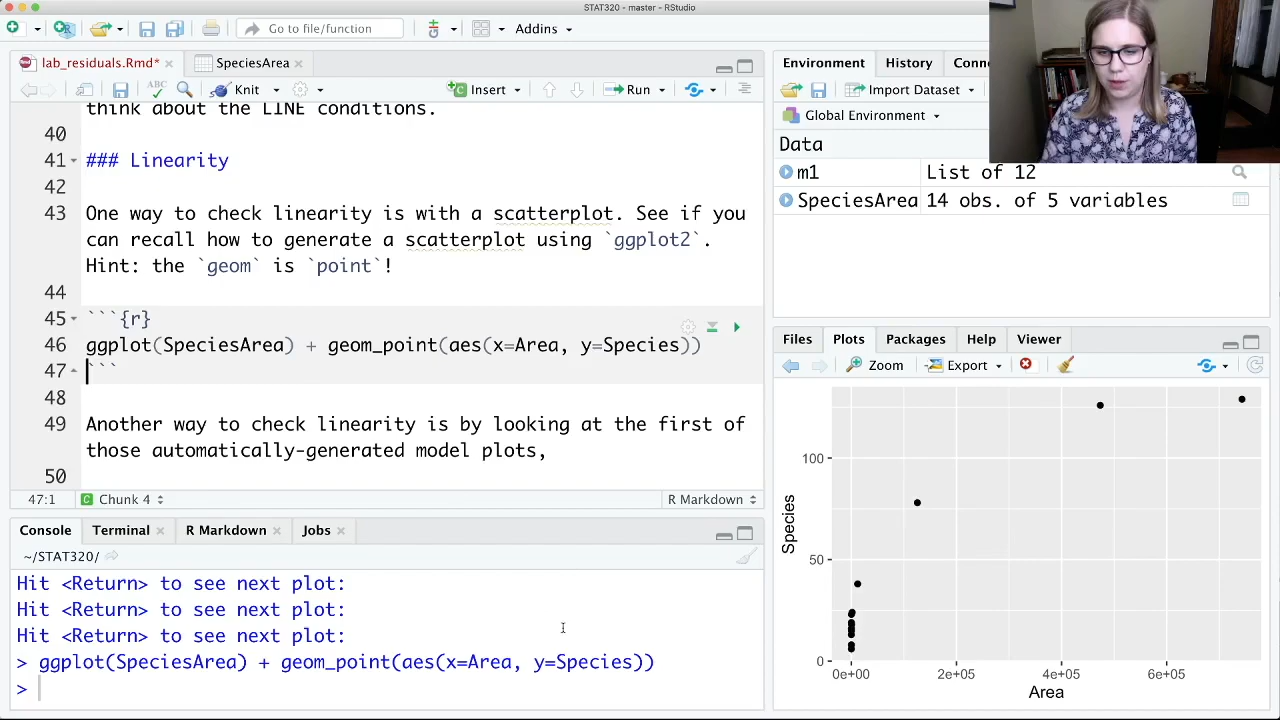 STAT320 - master - RStudio
Go to file/function
Addins
lab_residuals.Rmd*
SpeciesArea
ABC
Knit
Insert
Run
think about the LINE conditions.
40
41 ### Linearity
42
43 One way to check linearity is with a scatterplot. See if you
can recall how to generate a scatterplot using `ggplot2`.
Hint: the `geom` is `point`!
44
45 ```{r}
46 ggplot(SpeciesArea) + geom_point(aes(x=Area, y=Species))
47 ```
48
49 Another way to check linearity is by looking at the first of
those automatically-generated model plots,
50
47:1
C Chunk 4
R Markdown
Console
Terminal
R Markdown
Jobs
~/STAT320/
Hit <Return> to see next plot:
Hit <Return> to see next plot:
Hit <Return> to see next plot:
> ggplot(SpeciesArea) + geom_point(aes(x=Area, y=Species))
>
Environment
History
Conn
Import Dataset
Global Environment
Data
m1 List of 12
SpeciesArea 14 obs. of 5 variables
Files
Plots
Packages
Help
Viewer
Zoom
Export
100
50
0
Species
0e+00 2e+05 4e+05 6e+05
Area